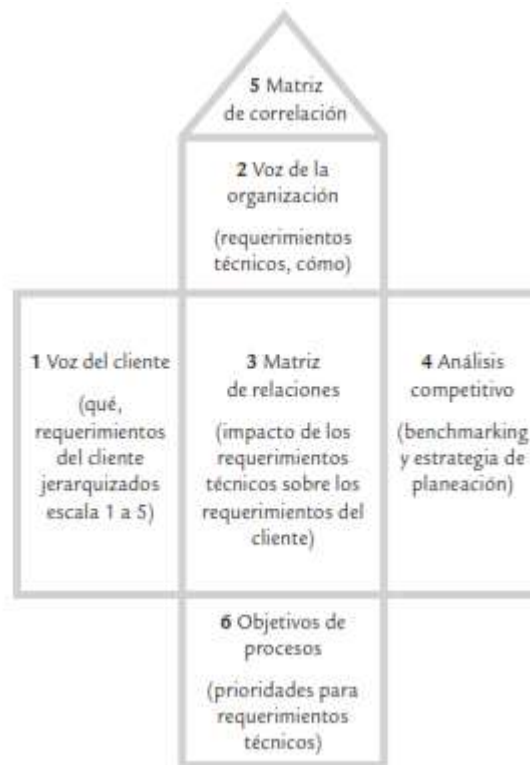 5 Matriz
de correlación
2 Voz de la
organización
(requerimientos
técnicos, cómo)
1 Voz del cliente
(qué,
requerimientos
del cliente
jerarquizados
escala 1 a 5)
3 Matriz
de relaciones
(impacto de los
requerimientos
técnicos sobre los
requerimientos del
cliente)
4 Análisis
competitivo
(benchmarking
y estrategia de
planeación)
6 Objetivos de
procesos
(prioridades para
requerimientos
técnicos)